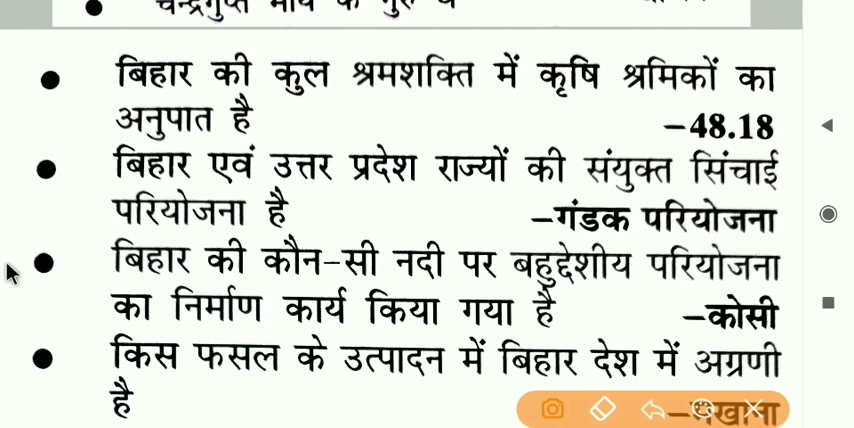 बिहार की कुल श्रमशक्ति में कृषि श्रमिकों का
अनुपात है –48.18
बिहार एवं उत्तर प्रदेश राज्यों की संयुक्त सिंचाई
परियोजना है –गंडक परियोजना
बिहार की कौन-सी नदी पर बहुद्देशीय परियोजना
का निर्माण कार्य किया गया है –कोसी
किस फसल के उत्पादन में बिहार देश में अग्रणी
है